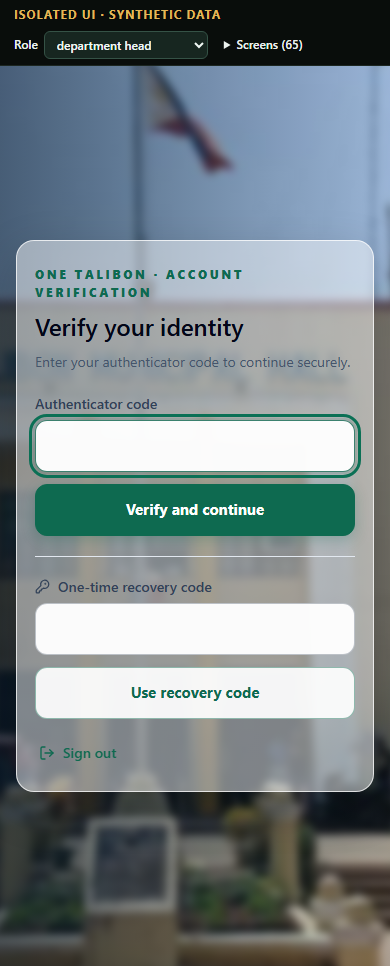 ISOLATED UI · SYNTHETIC DATA
Role department head ▶ Screens (65)
ONE TALIBON · ACCOUNT
VERIFICATION
Verify your identity
Enter your authenticator code to continue securely.
Authenticator code
Verify and continue
One-time recovery code
Use recovery code
Sign out